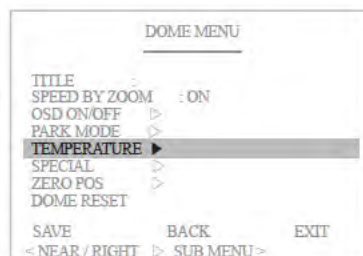 DOME MENU
TITLE :
SPEED BY ZOOM : ON
OSD ON/OFF ▷
PARK MODE ▷
TEMPERATURE ▶
SPECIAL ▷
ZERO POS ▷
DOME RESET
SAVE BACK EXIT
< NEAR / RIGHT ▷ SUB MENU >